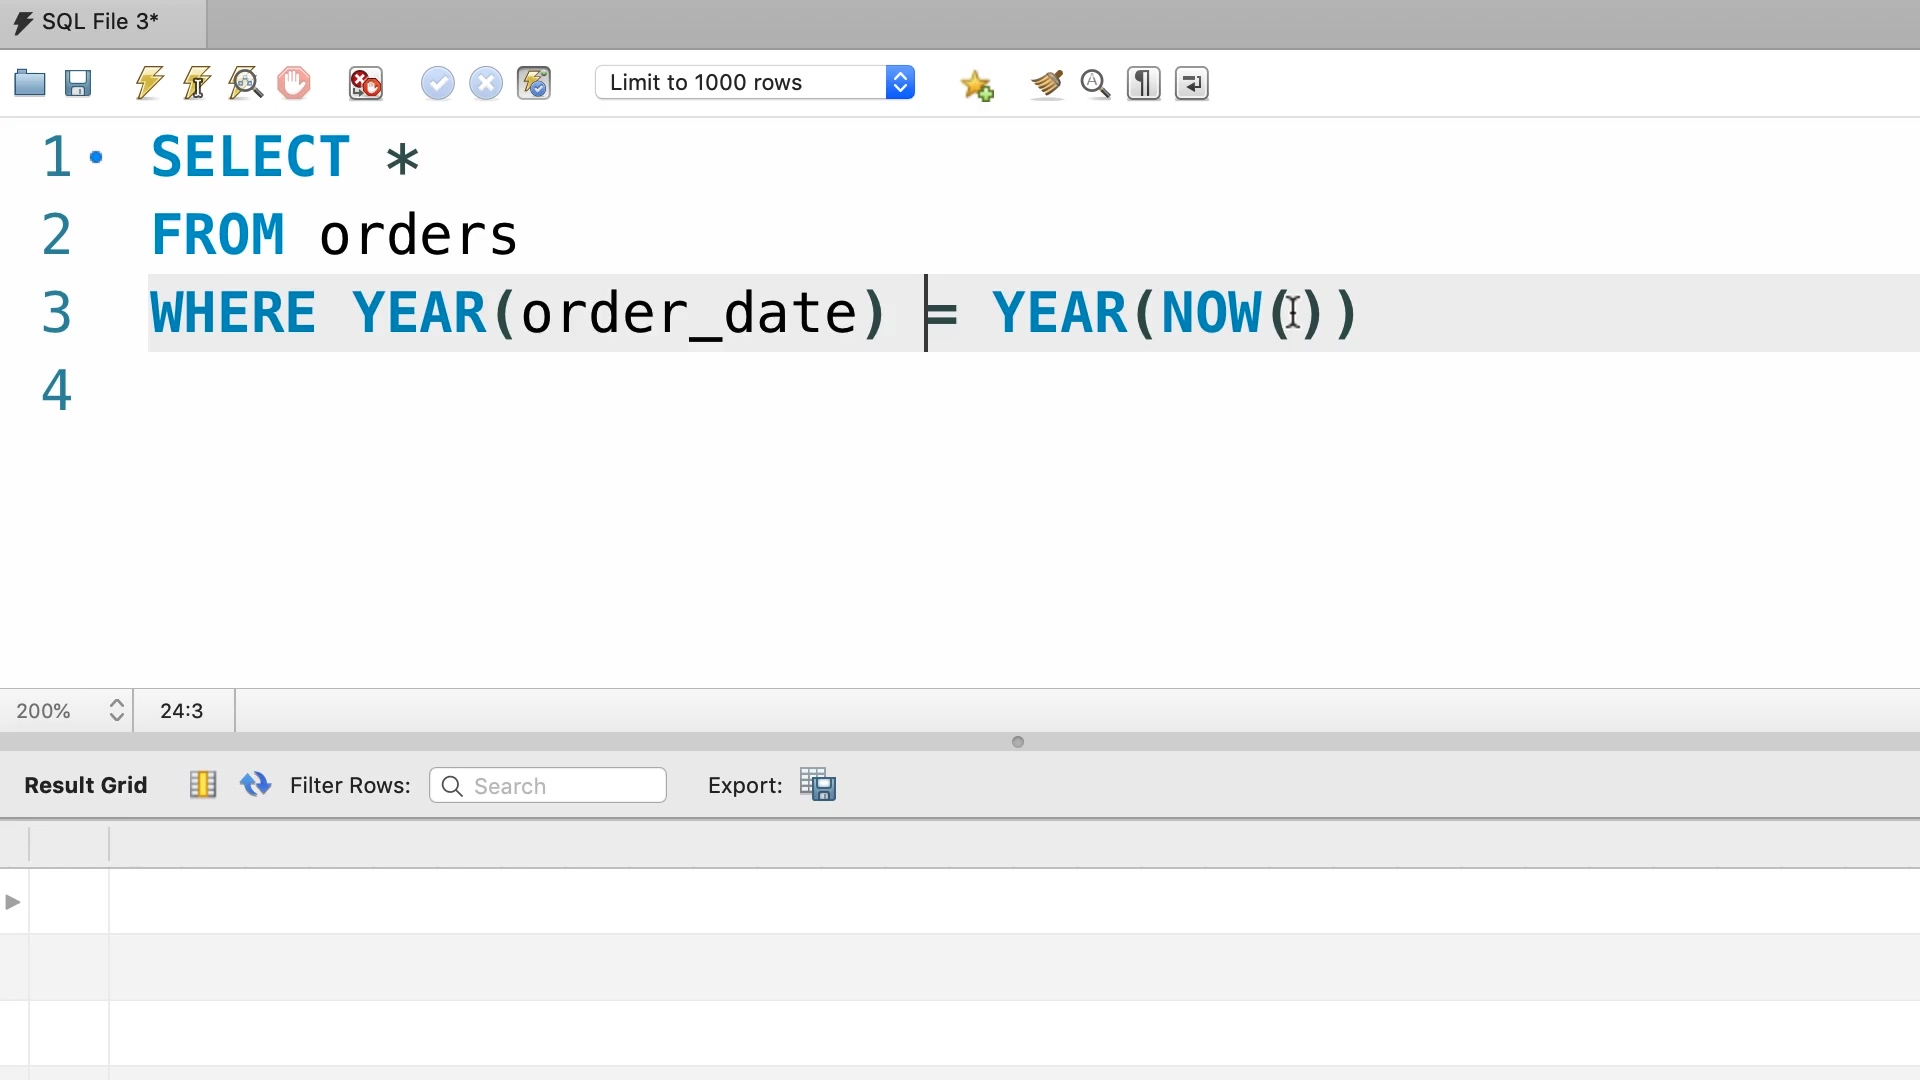 SQL File 3*
Limit to 1000 rows
1 SELECT *
2 FROM orders
3 WHERE YEAR(order_date) = YEAR(NOW())
4
200% 24:3
Result Grid Filter Rows: Search Export: